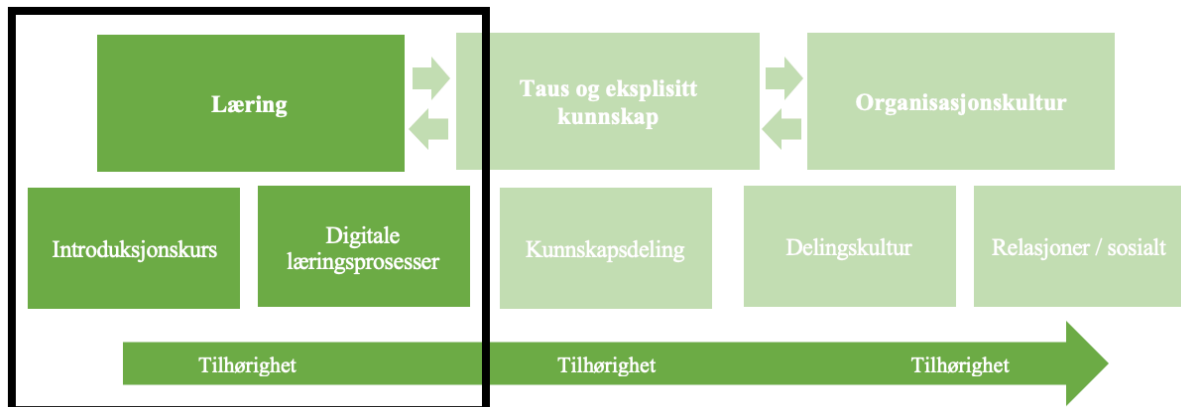 Læring
Taus og eksplisitt
kunnskap
Organisasjonskultur
Introduksjonskurs
Digitale
læringsprosesser
Kunnskapsdeling
Delingskultur
Relasjoner / sosialt
Tilhørighet
Tilhørighet
Tilhørighet